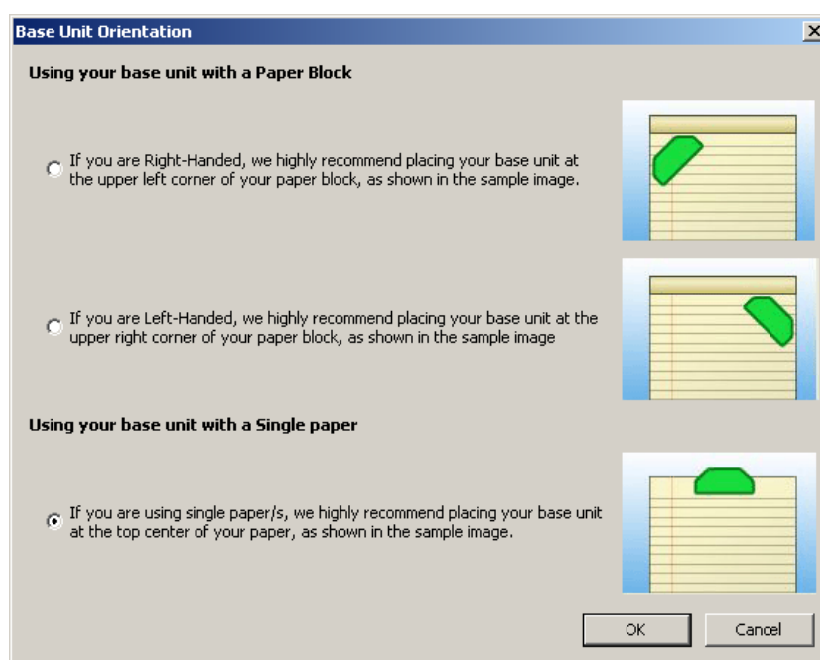 Base Unit Orientation
Using your base unit with a Paper Block
If you are Right-Handed, we highly recommend placing your base unit at
the upper left corner of your paper block, as shown in the sample image.
If you are Left-Handed, we highly recommend placing your base unit at the
upper right corner of your paper block, as shown in the sample image
Using your base unit with a Single paper
If you are using single paper/s, we highly recommend placing your base unit
at the top center of your paper, as shown in the sample image.
OK
Cancel